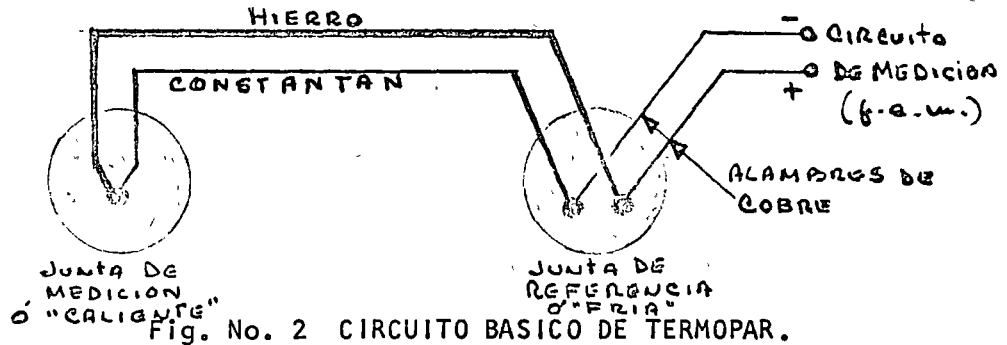 HIERRO
CONSTANTAN
- CIRCUITO
DE MEDICION
+
(f.e.m.)
ALAMBRES DE
COBRE
JUNTA DE
MEDICION
Ó "CALIENTE"
JUNTA DE
REFERENCIA
Ó "FRIA"
Fig. No. 2 CIRCUITO BASICO DE TERMOPAR.